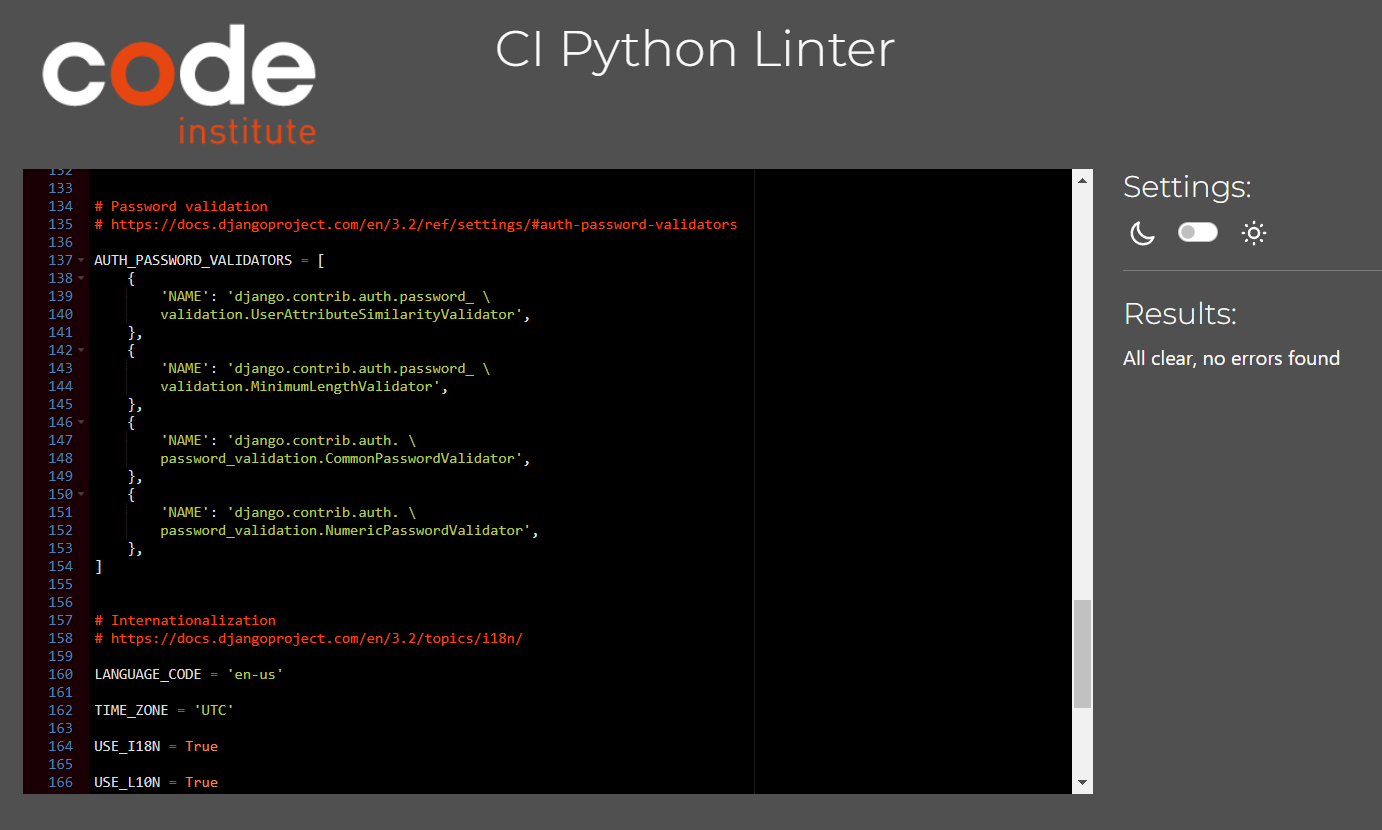 code
institute
CI Python Linter
132
133
134 # Password validation
135 # https://docs.djangoproject.com/en/3.2/ref/settings/#auth-password-validators
136
137 AUTH_PASSWORD_VALIDATORS = [
138     {
139         'NAME': 'django.contrib.auth.password_ \
140         validation.UserAttributeSimilarityValidator',
141     },
142     {
143         'NAME': 'django.contrib.auth.password_ \
144         validation.MinimumLengthValidator',
145     },
146     {
147         'NAME': 'django.contrib.auth. \
148         password_validation.CommonPasswordValidator',
149     },
150     {
151         'NAME': 'django.contrib.auth. \
152         password_validation.NumericPasswordValidator',
153     },
154 ]
155
156
157 # Internationalization
158 # https://docs.djangoproject.com/en/3.2/topics/i18n/
159
160 LANGUAGE_CODE = 'en-us'
161
162 TIME_ZONE = 'UTC'
163
164 USE_I18N = True
165
166 USE_L10N = True
Settings:
Results:
All clear, no errors found